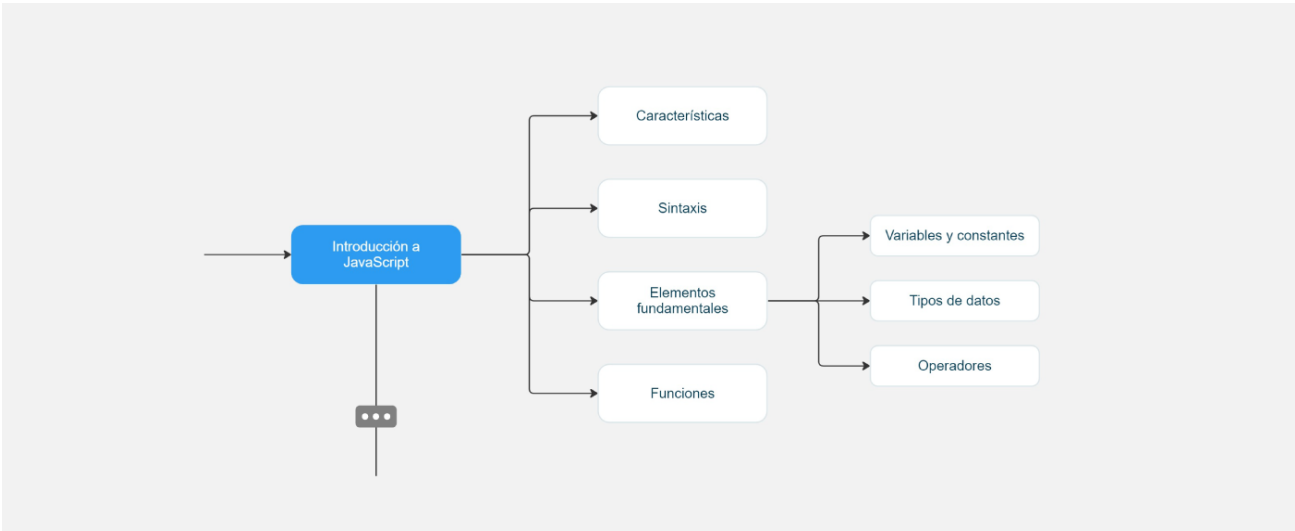 Características
Sintaxis
Introducción a
JavaScript
Variables y constantes
Elementos
fundamentales
Tipos de datos
Operadores
Funciones